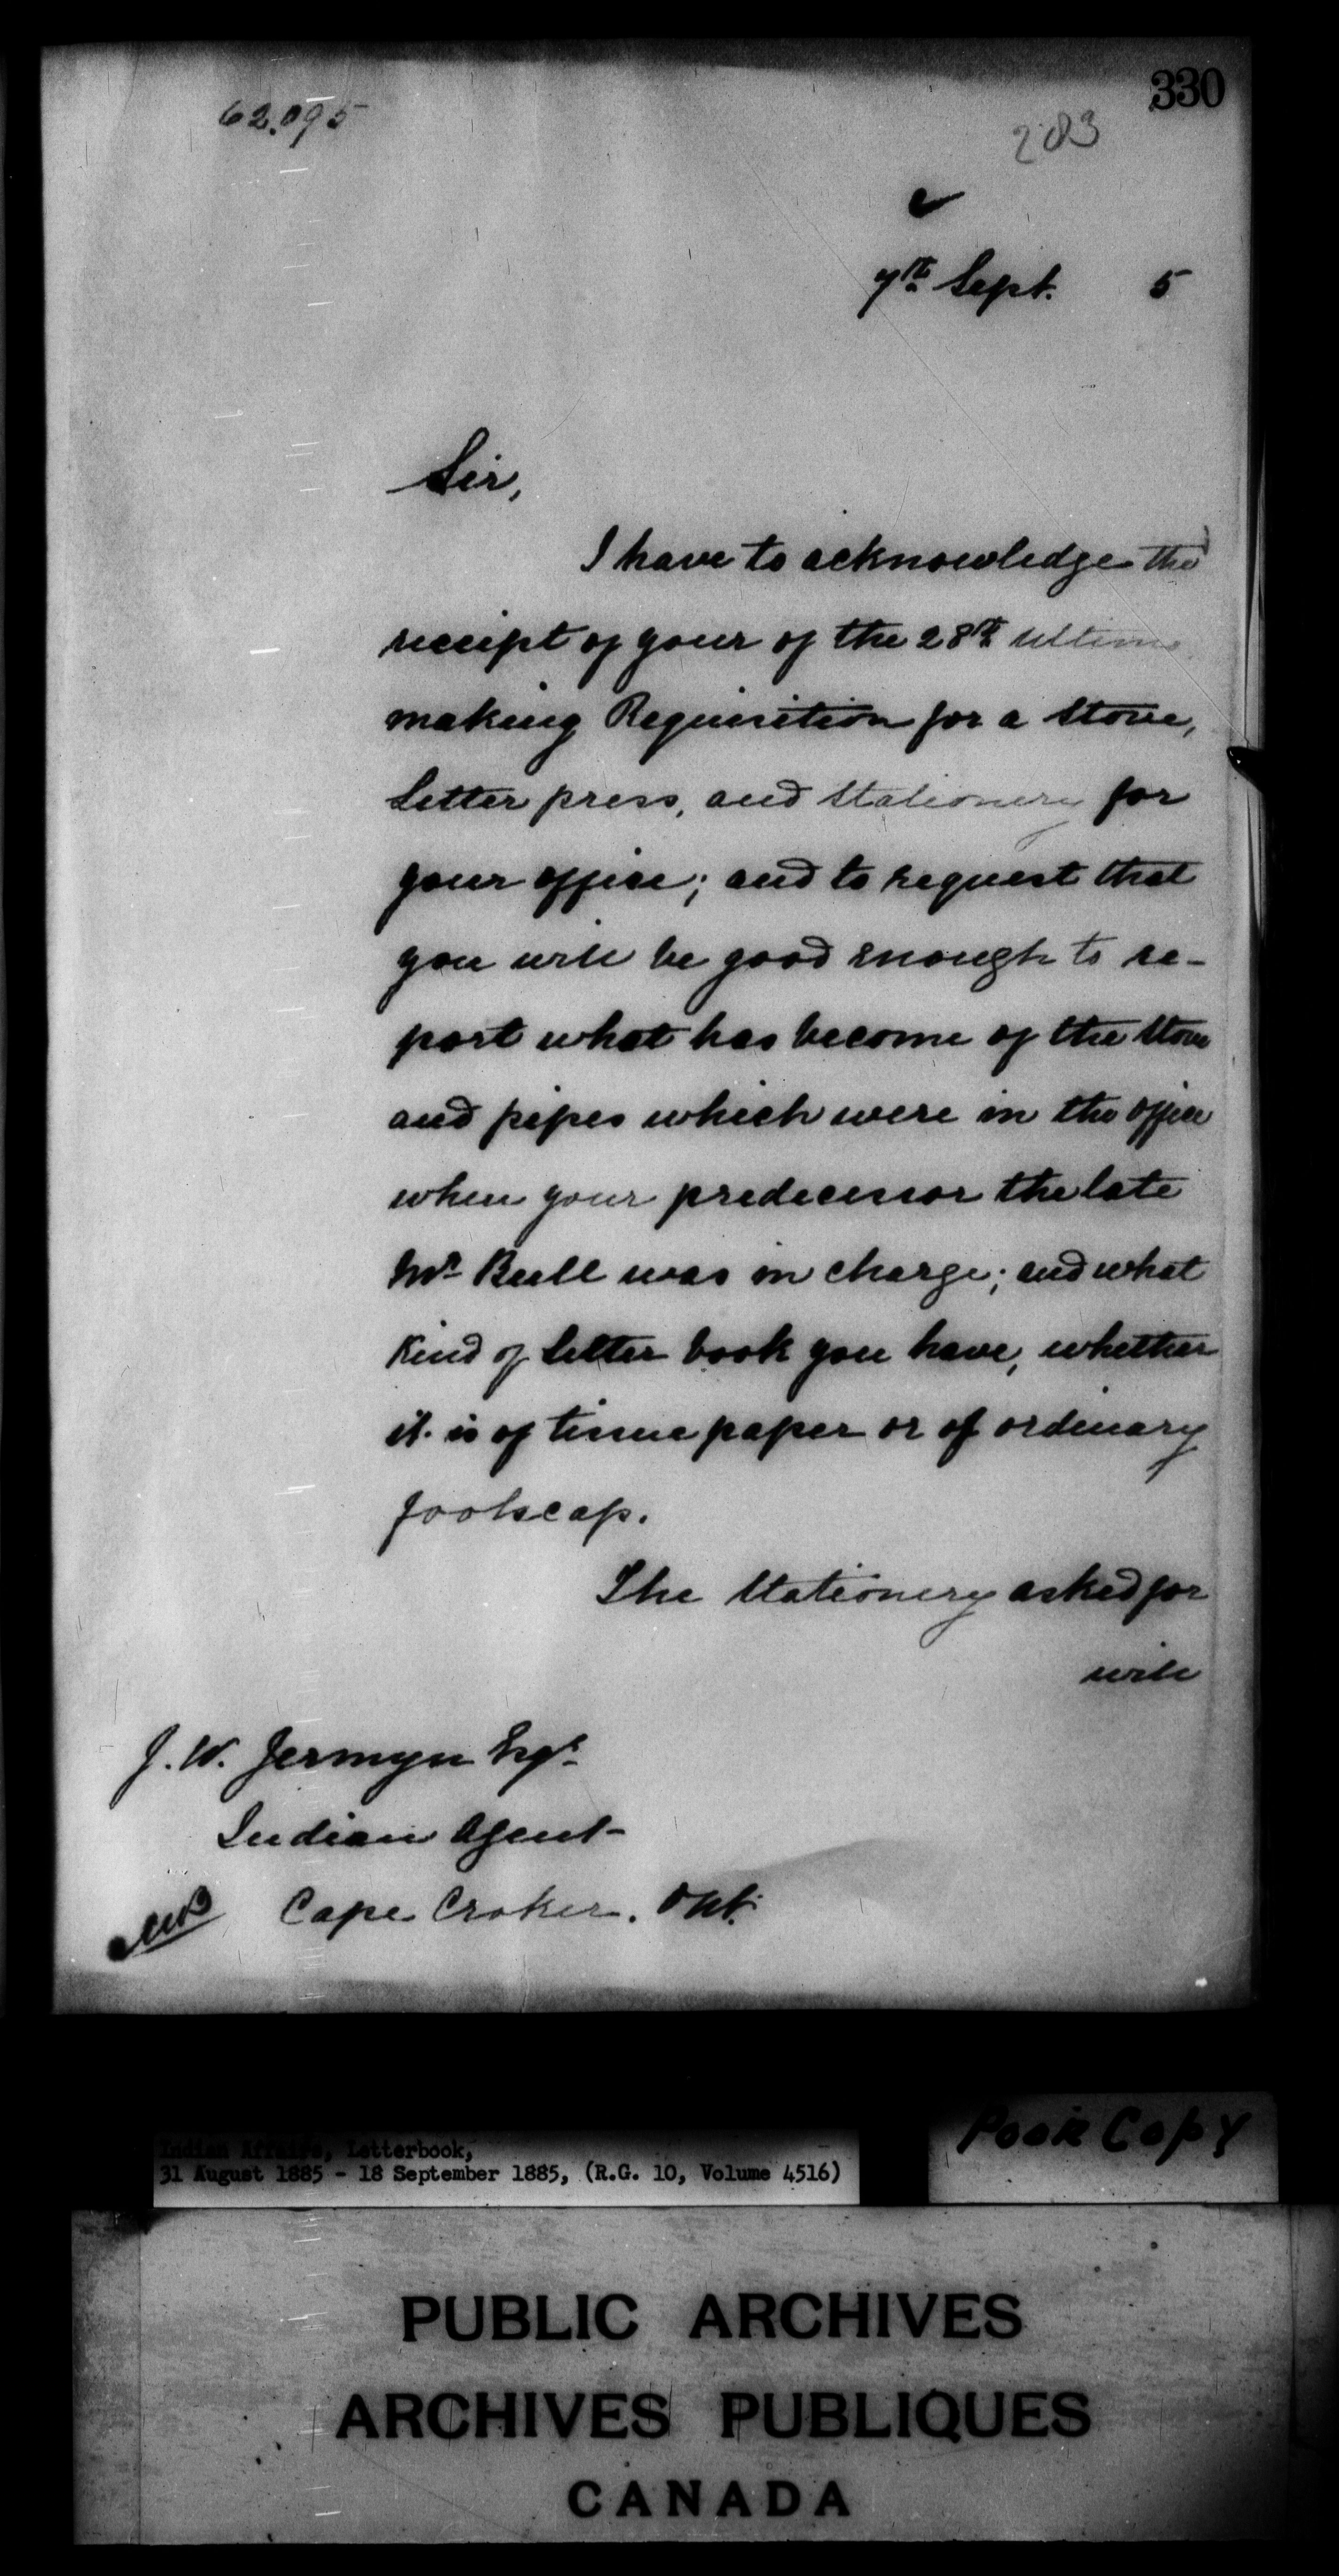 330
62.095
283
7th Sept. 5
Sir,
I have to acknowledge the
receipt of your of the 28th ultimo
making Requisition for a Stove,
Letter press, and Stationery for
your office; and to request that
you will be good enough to re-
port what has become of the Stove
and pipes which were in the office
when your predecessor the late
Mr Bull was in charge; and what
Kind of letter book you have, whether
it is of tissue paper or of ordinary
foolscap.
The Stationery asked for
will
J. W. Jermyn Esqr
Indian Agent
Cape Croker. Ont.
Poor Copy
Indian Affairs, Letterbook,
31 August 1885 - 18 September 1885, (R.G. 10, Volume 4516)
PUBLIC ARCHIVES
ARCHIVES PUBLIQUES
CANADA